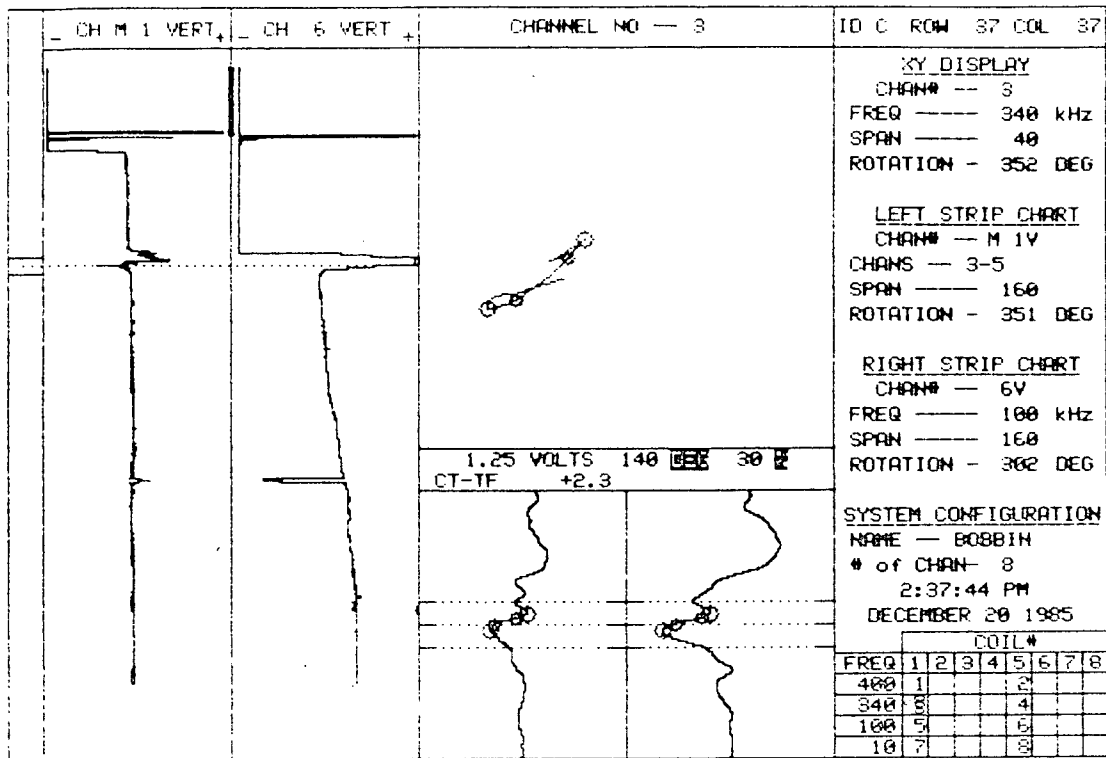 _ CH M 1 VERT + _ CH 6 VERT +
CHANNEL NO -- 3
ID C ROW 37 COL 37
XY DISPLAY
CHAN# -- 3
FREQ ----- 340 kHz
SPAN ----- 40
ROTATION - 352 DEG
LEFT STRIP CHART
CHAN# -- M 1V
CHANS -- 3-5
SPAN ----- 160
ROTATION - 351 DEG
RIGHT STRIP CHART
CHAN# -- 6V
FREQ ----- 100 kHz
SPAN ----- 160
ROTATION - 302 DEG
1.25 VOLTS 140 30
CT-TF +2.3
SYSTEM CONFIGURATION
NAME -- BOBBIN
# of CHAN- 8
2:37:44 PM
DECEMBER 20 1985
COIL#
FREQ 1 2 3 4 5 6 7 8
400 1 2
340 3 4
100 5 6
10 7 8